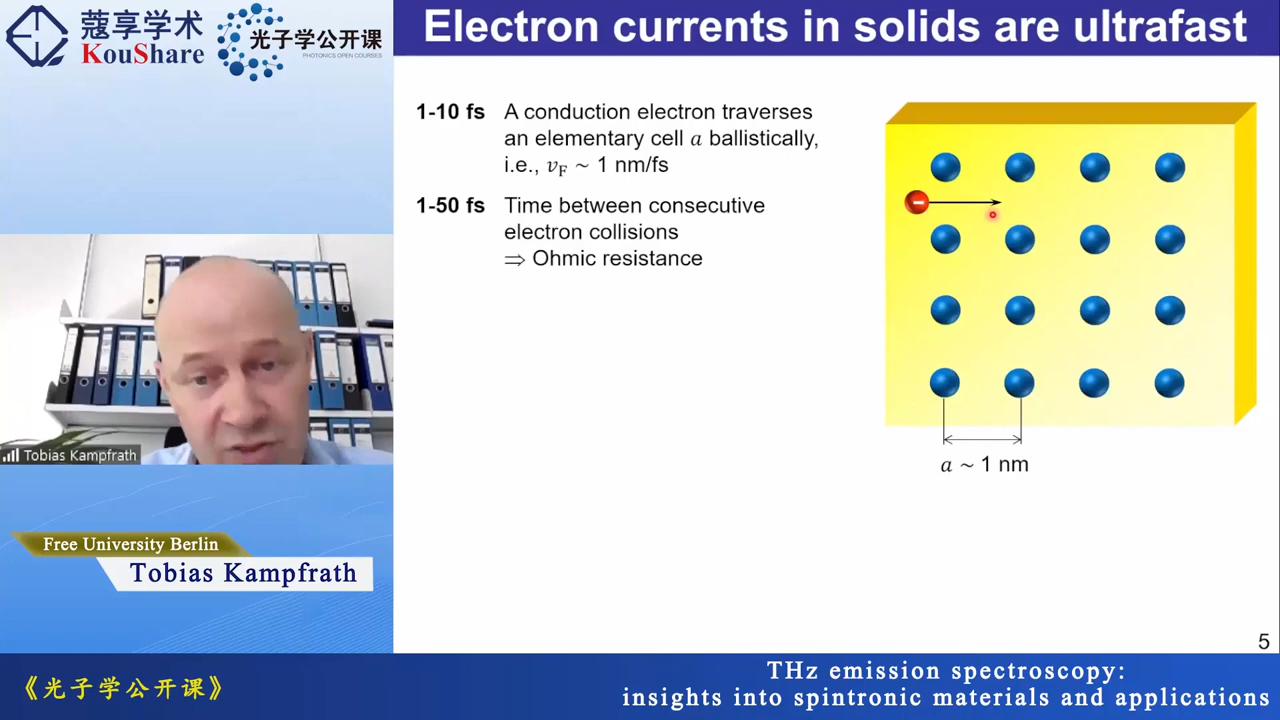 蔻享学术
KouShare
光子学公开课
PHOTONICS OPEN COURSES
Electron currents in solids are ultrafast
1-10 fs A conduction electron traverses
an elementary cell a ballistically,
i.e., vF ~ 1 nm/fs
1-50 fs Time between consecutive
electron collisions
⇒ Ohmic resistance
a ~ 1 nm
Tobias Kampfrath
Free University Berlin
Tobias Kampfrath
5
《光子学公开课》
THz emission spectroscopy:
insights into spintronic materials and applications